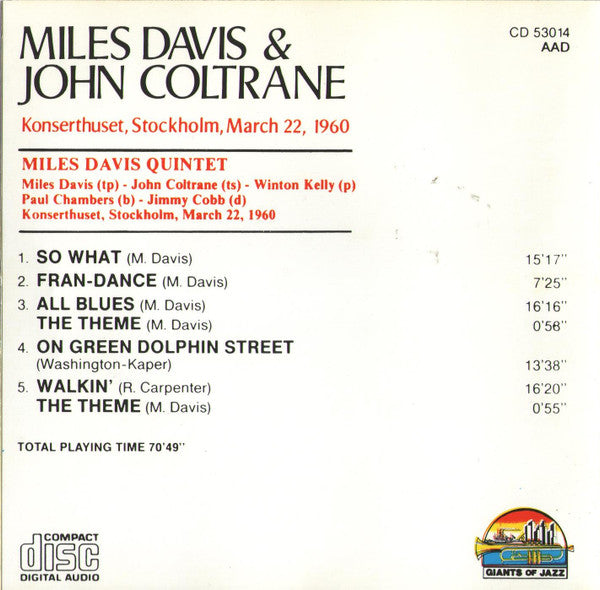 MILES DAVIS &
JOHN COLTRANE
CD 53014
AAD
Konserthuset, Stockholm, March 22, 1960
MILES DAVIS QUINTET
Miles Davis (tp) - John Coltrane (ts) - Winton Kelly (p)
Paul Chambers (b) - Jimmy Cobb (d)
Konserthuset, Stockholm, March 22, 1960
1. SO WHAT (M. Davis) 15'17"
2. FRAN-DANCE (M. Davis) 7'25"
3. ALL BLUES (M. Davis) 16'16"
THE THEME (M. Davis) 0'56"
4. ON GREEN DOLPHIN STREET
(Washington-Kaper) 13'38"
5. WALKIN' (R. Carpenter) 16'20"
THE THEME (M. Davis) 0'55"
TOTAL PLAYING TIME 70'49"
COMPACT
disc
DIGITAL AUDIO
GIANTS OF JAZZ